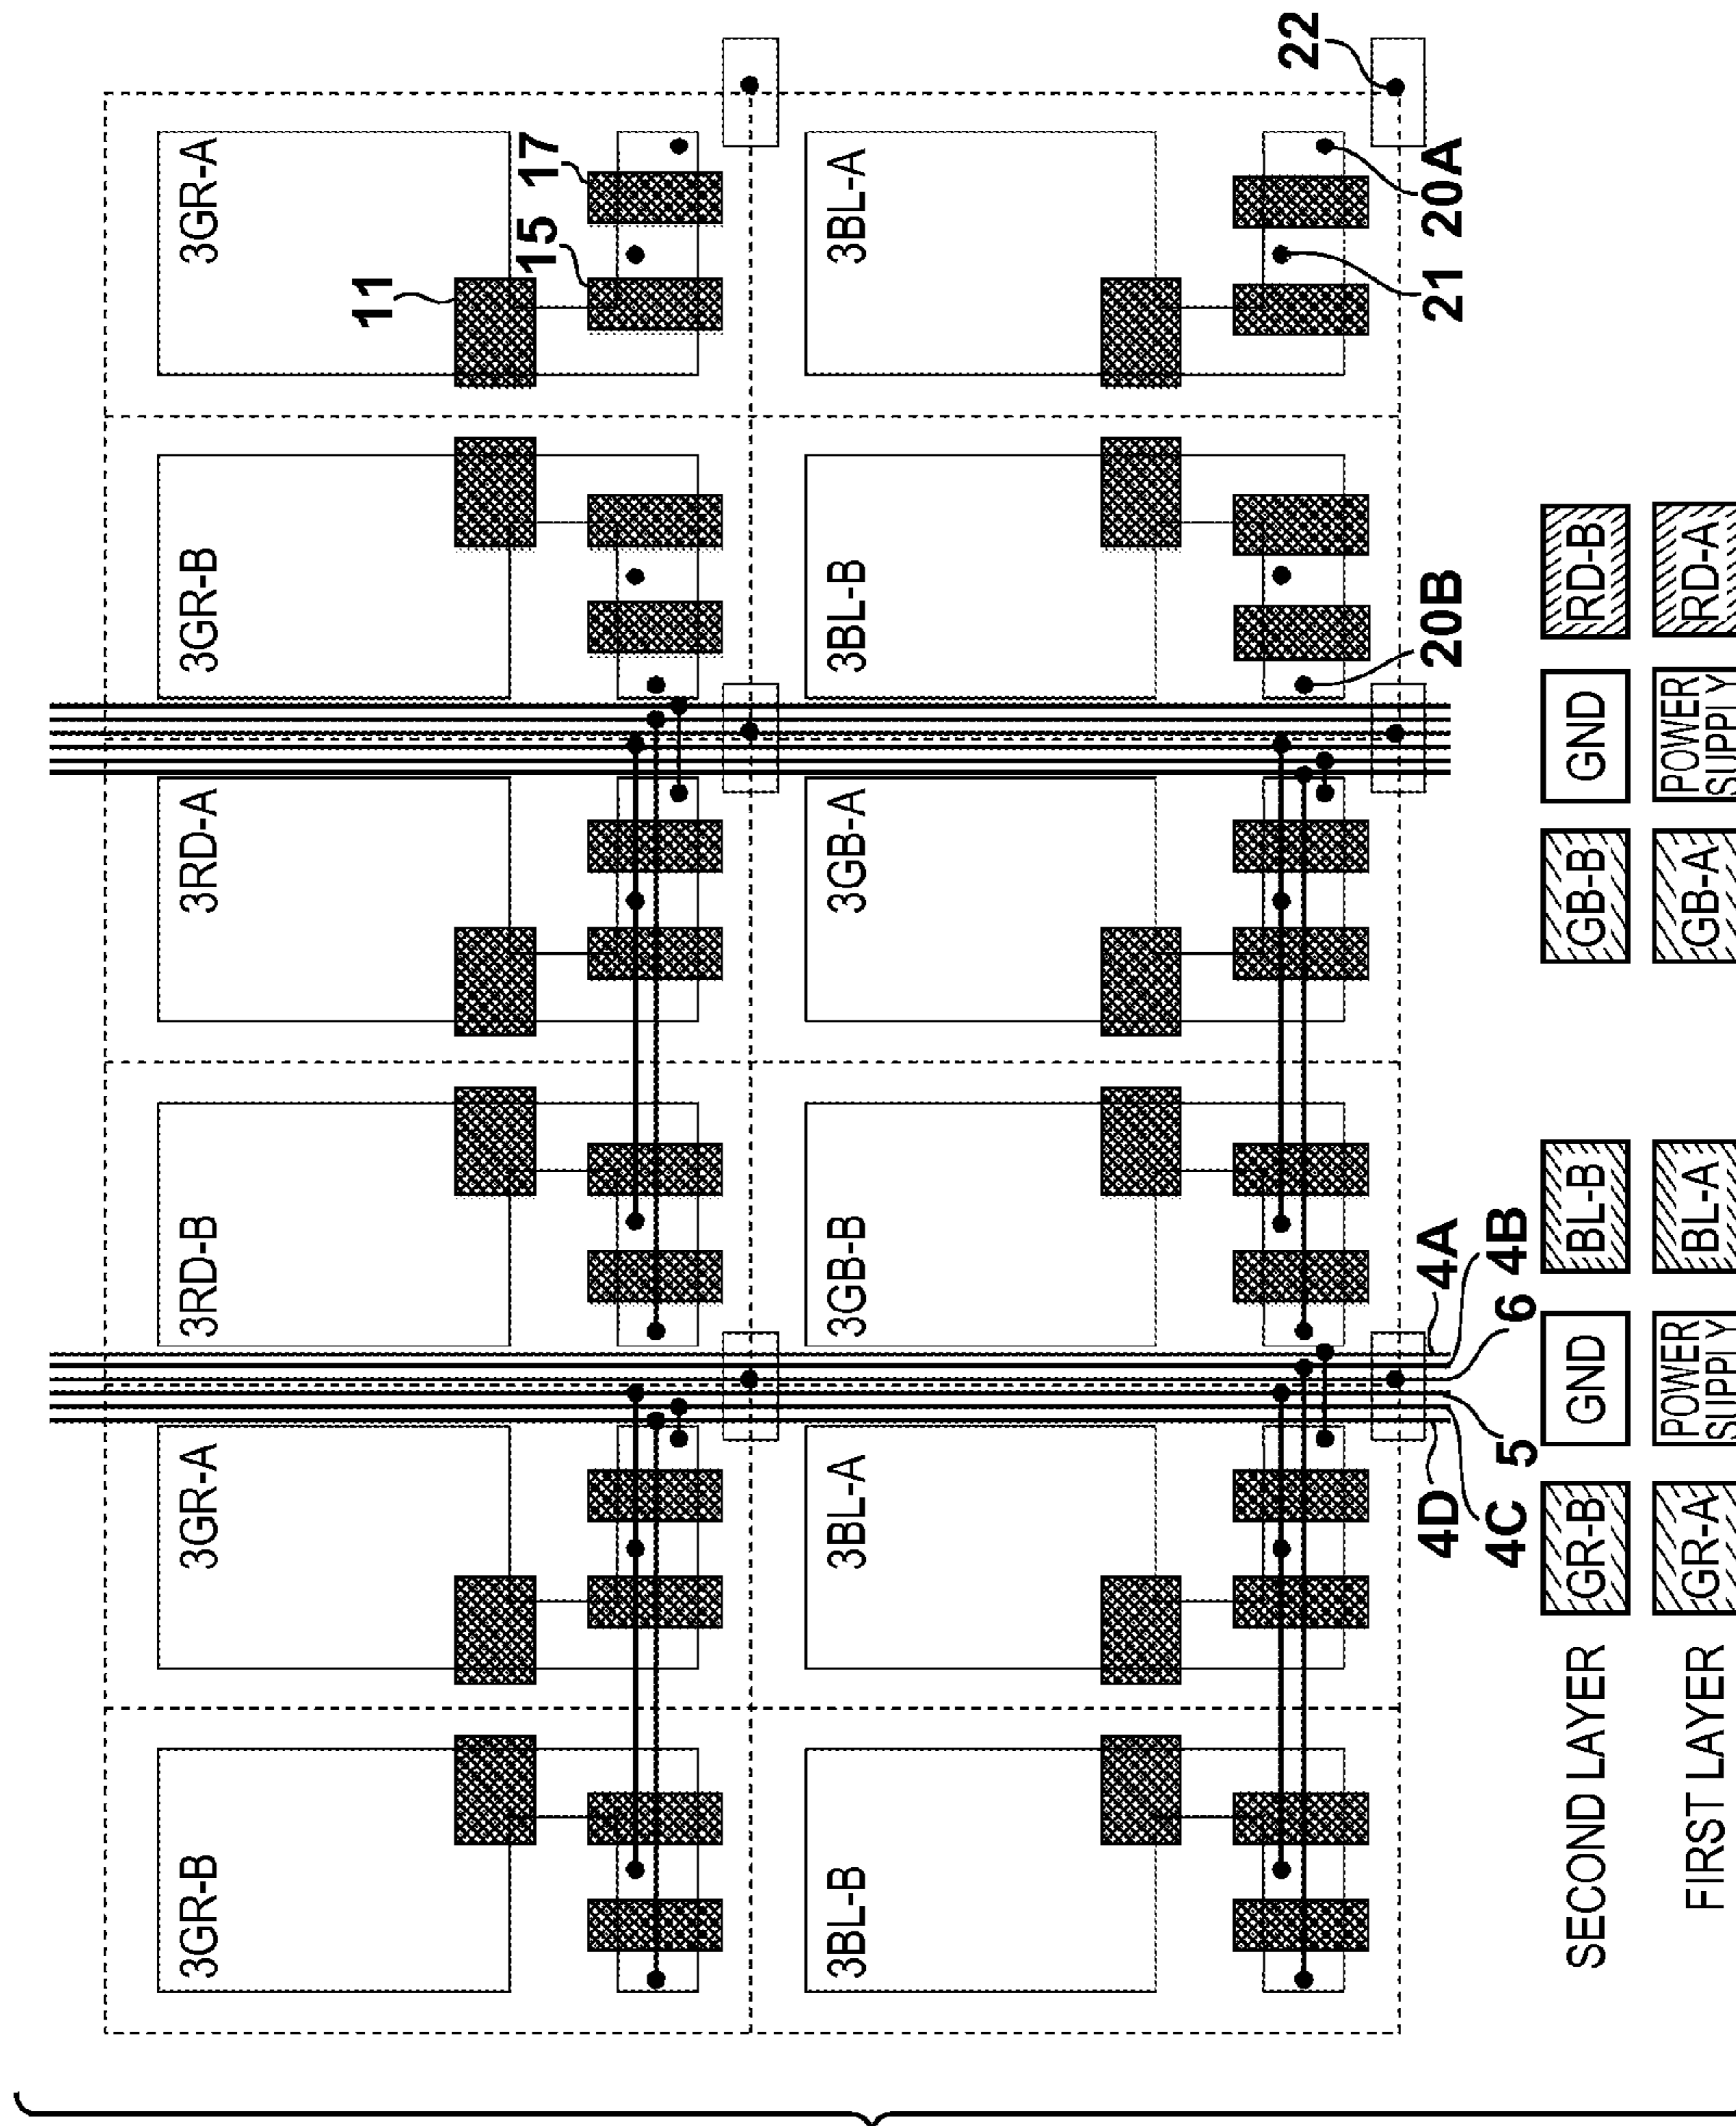 3GR-B 3GR-A 3RD-B 3RD-A 3GR-B 3GR-A
11
15 17
3BL-B 3BL-A 3GB-B 3GB-A 3BL-B 3BL-A
22
4D 4A 20B 21 20A
4C 5 6 4B
SECOND LAYER GR-B GND BL-B GB-B GND RD-B
FIRST LAYER GR-A POWER SUPPLY BL-A GB-A POWER SUPPLY RD-A